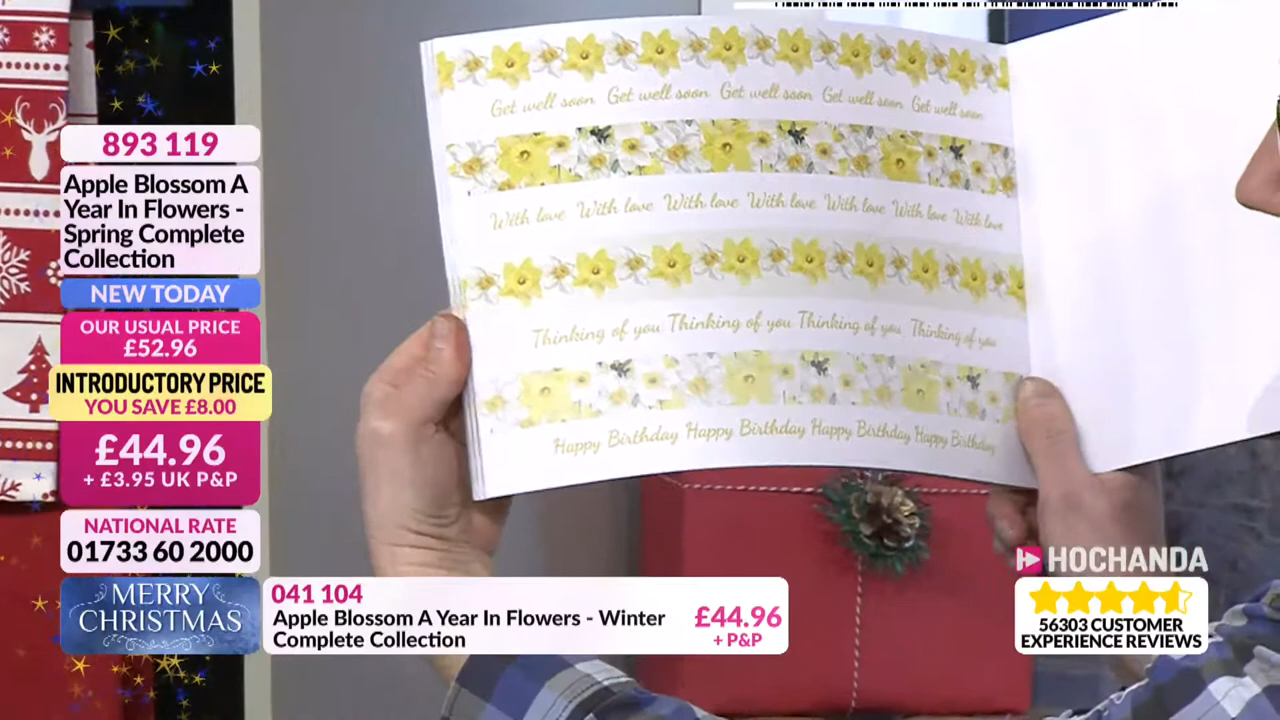 893 119
Apple Blossom A
Year In Flowers -
Spring Complete
Collection
NEW TODAY
OUR USUAL PRICE
£52.96
INTRODUCTORY PRICE
YOU SAVE £8.00
£44.96
+ £3.95 UK P&P
NATIONAL RATE
01733 60 2000
MERRY
CHRISTMAS
041 104
Apple Blossom A Year In Flowers - Winter
Complete Collection
£44.96
+ P&P
Get well soon Get well soon Get well soon Get well soon Get well soon
With love With love With love With love With love With love With love
Thinking of you Thinking of you Thinking of you Thinking of you
Happy Birthday Happy Birthday Happy Birthday Happy Birthday
HOCHANDA
56303 CUSTOMER
EXPERIENCE REVIEWS